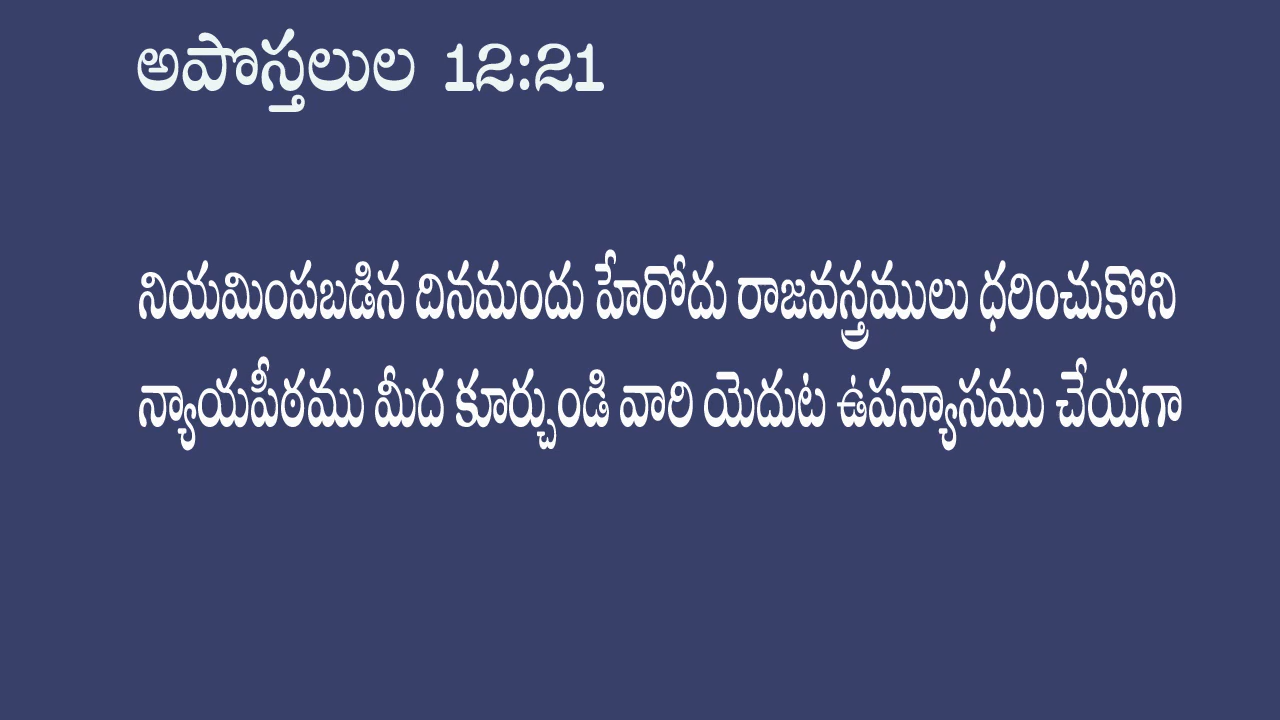 అపొస్తలుల 12:21
నియమింపబడిన దినమందు హేరోదు రాజవస్త్రములు ధరించుకొని
న్యాయపీఠము మీద కూర్చుండి వారి యెదుట ఉపన్యాసము చేయగా